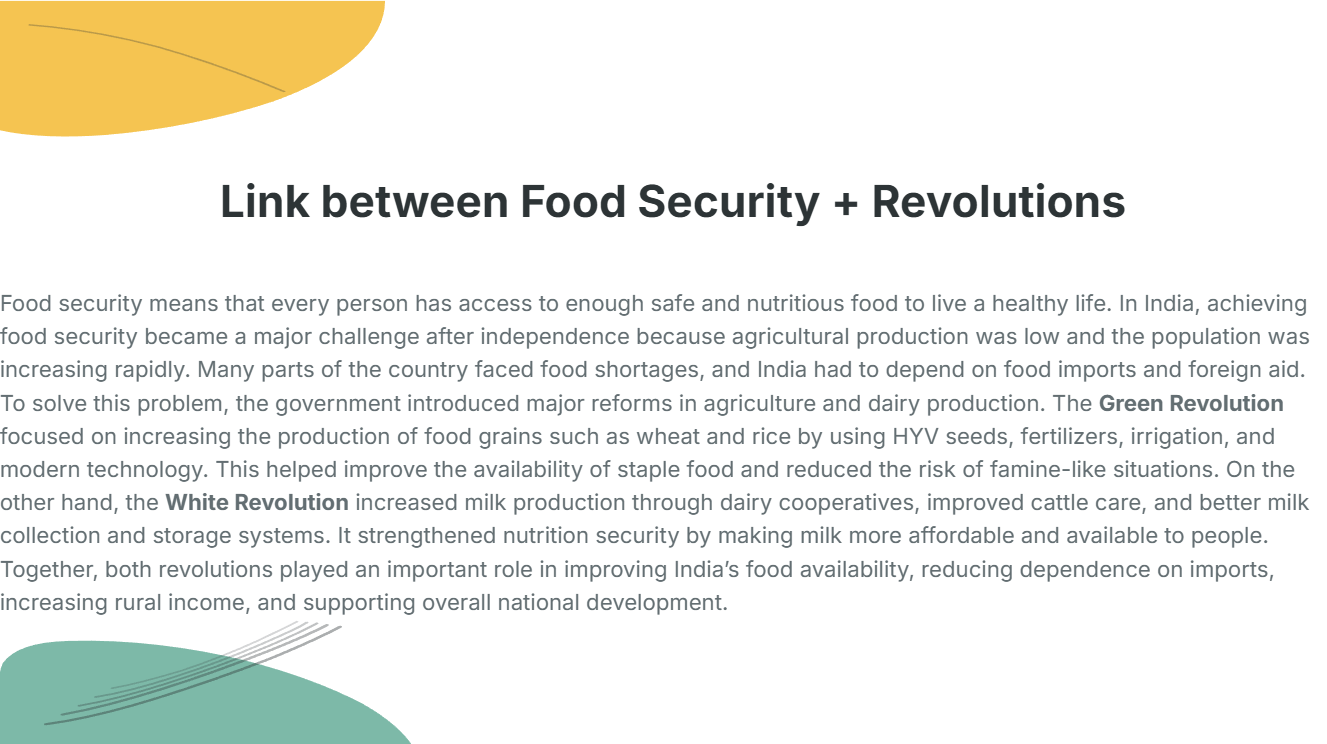 Link between Food Security + Revolutions
Food security means that every person has access to enough safe and nutritious food to live a healthy life. In India, achieving
food security became a major challenge after independence because agricultural production was low and the population was
increasing rapidly. Many parts of the country faced food shortages, and India had to depend on food imports and foreign aid.
To solve this problem, the government introduced major reforms in agriculture and dairy production. The Green Revolution
focused on increasing the production of food grains such as wheat and rice by using HYV seeds, fertilizers, irrigation, and
modern technology. This helped improve the availability of staple food and reduced the risk of famine-like situations. On the
other hand, the White Revolution increased milk production through dairy cooperatives, improved cattle care, and better milk
collection and storage systems. It strengthened nutrition security by making milk more affordable and available to people.
Together, both revolutions played an important role in improving India’s food availability, reducing dependence on imports,
increasing rural income, and supporting overall national development.